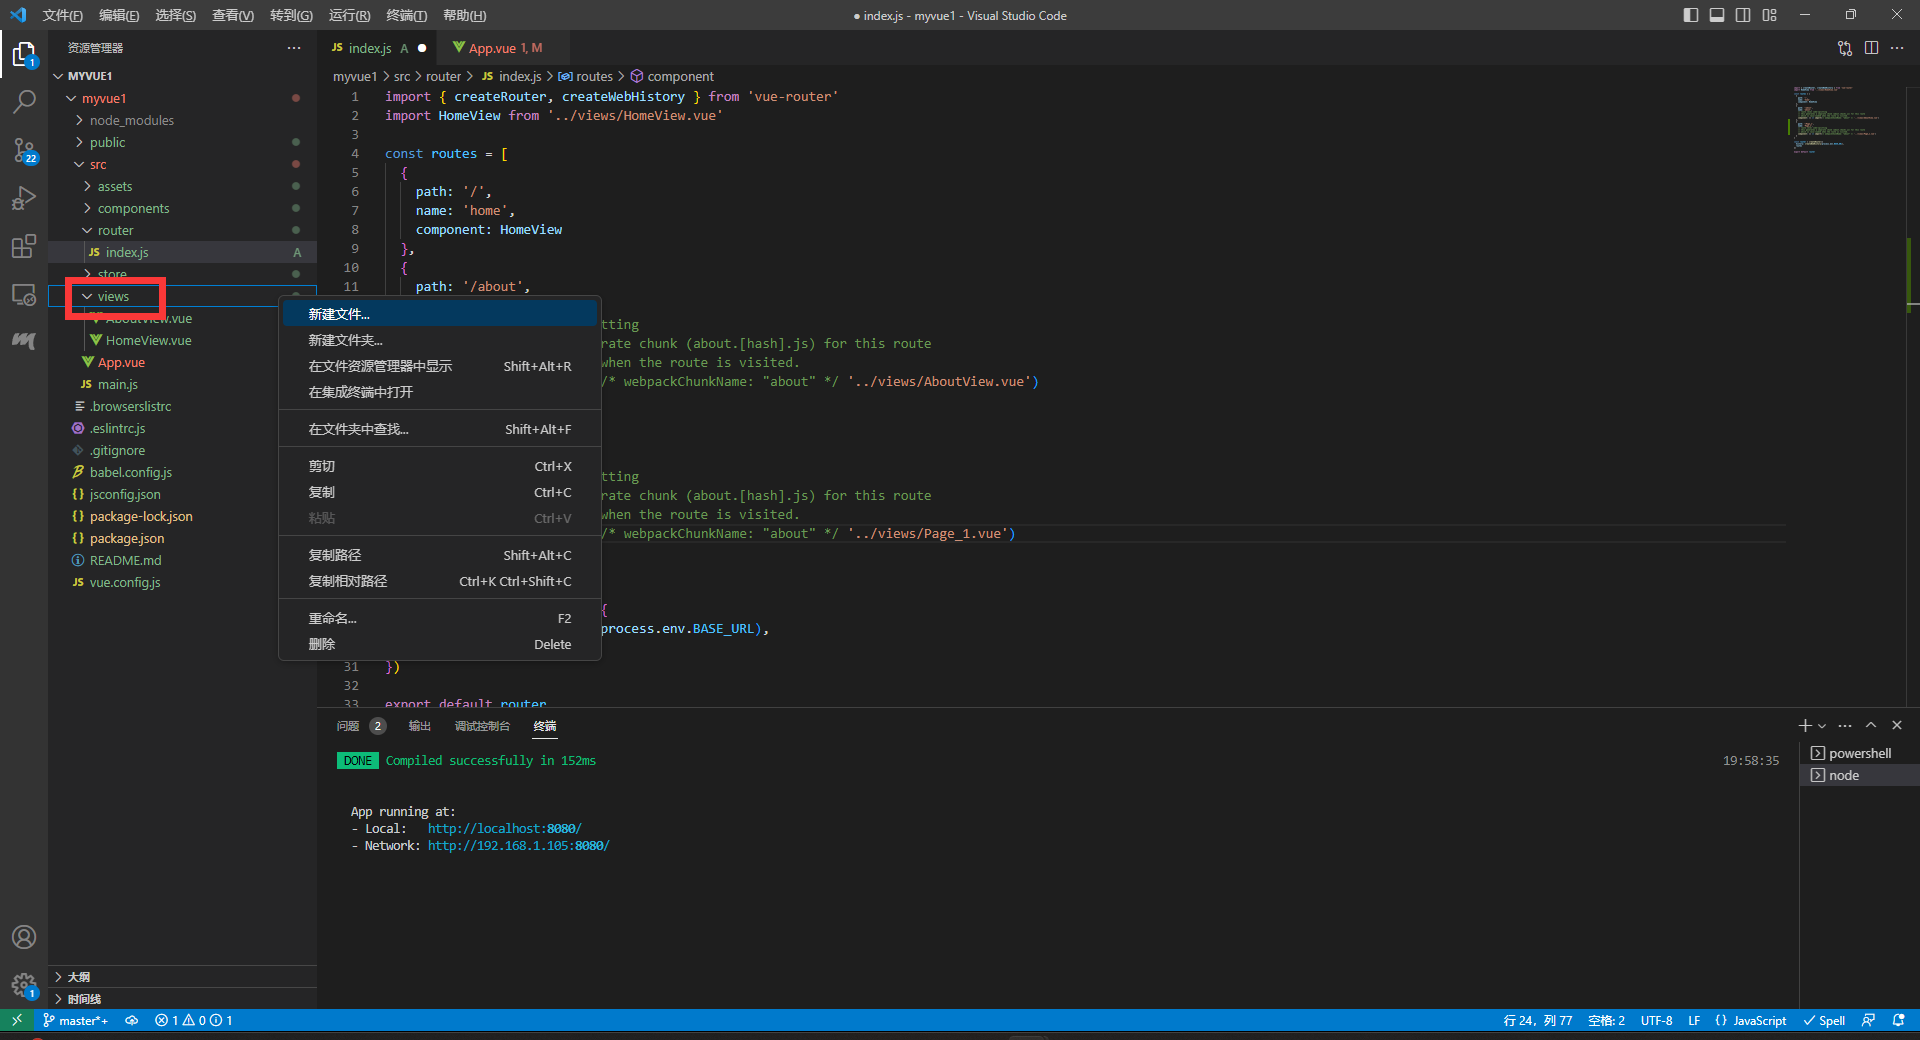 文件(F) 编辑(E) 选择(S) 查看(V) 转到(G) 运行(R) 终端(T) 帮助(H)
● index.js - myvue1 - Visual Studio Code
资源管理器 ···
MYVUE1
myvue1
node_modules
public
src
assets
components
router
JS index.js A
store
views
AboutView.vue
HomeView.vue
App.vue
JS main.js
.browserslistrc
.eslintrc.js
.gitignore
babel.config.js
{} jsconfig.json
{} package-lock.json
{} package.json
README.md
JS vue.config.js
大纲
时间线
1
22
1
JS index.js A ● App.vue 1, M
myvue1 > src > router > JS index.js > routes > component
1 import { createRouter, createWebHistory } from 'vue-router'
2 import HomeView from '../views/HomeView.vue'
3
4 const routes = [
5 {
6 path: '/',
7 name: 'home',
8 component: HomeView
9 },
10 {
11 path: '/about',
tting
rate chunk (about.[hash].js) for this route
when the route is visited.
/* webpackChunkName: "about" */ '../views/AboutView.vue')
tting
rate chunk (about.[hash].js) for this route
when the route is visited.
/* webpackChunkName: "about" */ '../views/Page_1.vue')
{
process.env.BASE_URL),
31 })
32
33 export default router
新建文件...
新建文件夹...
在文件资源管理器中显示 Shift+Alt+R
在集成终端中打开
在文件夹中查找... Shift+Alt+F
剪切 Ctrl+X
复制 Ctrl+C
粘贴 Ctrl+V
复制路径 Shift+Alt+C
复制相对路径 Ctrl+K Ctrl+Shift+C
重命名... F2
删除 Delete
问题 2 输出 调试控制台 终端
DONE Compiled successfully in 152ms 19:58:35
App running at:
- Local: http://localhost:8080/
- Network: http://192.168.1.105:8080/
powershell
node
master*+ 1 0 1 行 24，列 77 空格: 2 UTF-8 LF {} JavaScript Spell